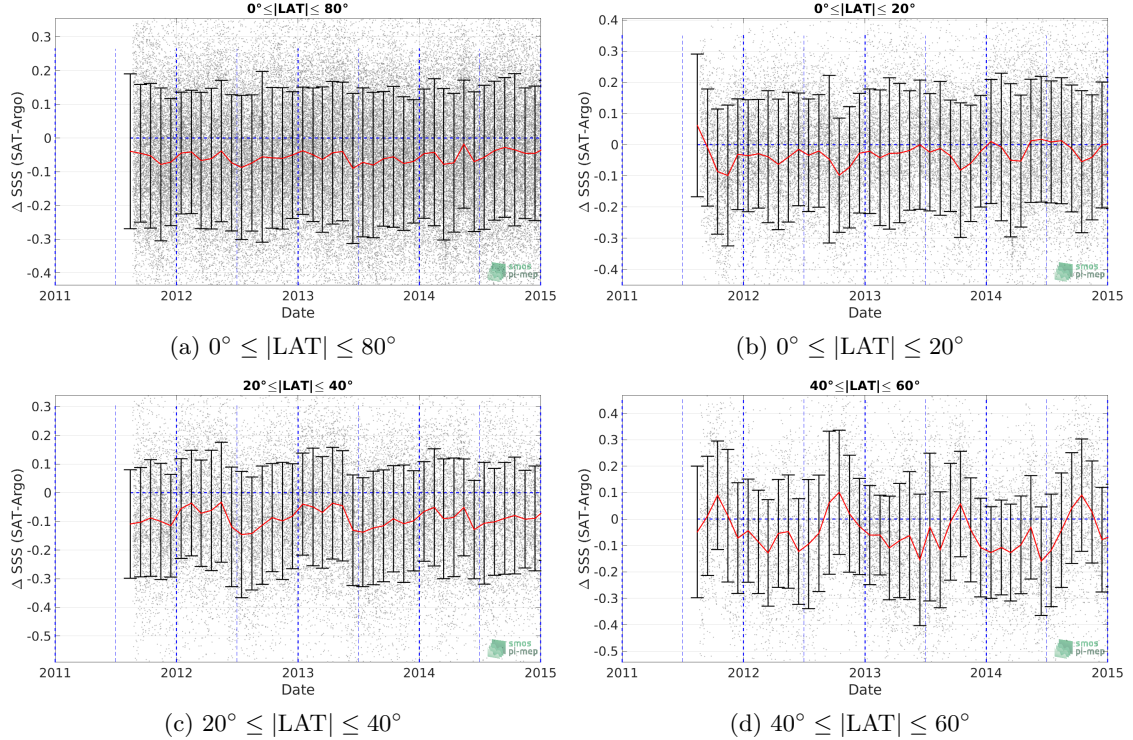 0°≤|LAT|≤ 80°
Δ SSS (SAT-Argo)
0.3
0.2
0.1
0
-0.1
-0.2
-0.3
-0.4
2011 2012 2013 2014 2015
Date
smos
pi-mep
(a) 0° ≤ |LAT| ≤ 80°
0°≤|LAT|≤ 20°
Δ SSS (SAT-Argo)
0.4
0.3
0.2
0.1
0
-0.1
-0.2
-0.3
-0.4
2011 2012 2013 2014 2015
Date
smos
pi-mep
(b) 0° ≤ |LAT| ≤ 20°
20°≤|LAT|≤ 40°
Δ SSS (SAT-Argo)
0.3
0.2
0.1
0
-0.1
-0.2
-0.3
-0.4
-0.5
2011 2012 2013 2014 2015
Date
smos
pi-mep
(c) 20° ≤ |LAT| ≤ 40°
40°≤|LAT|≤ 60°
Δ SSS (SAT-Argo)
0.4
0.3
0.2
0.1
0
-0.1
-0.2
-0.3
-0.4
-0.5
2011 2012 2013 2014 2015
Date
smos
pi-mep
(d) 40° ≤ |LAT| ≤ 60°